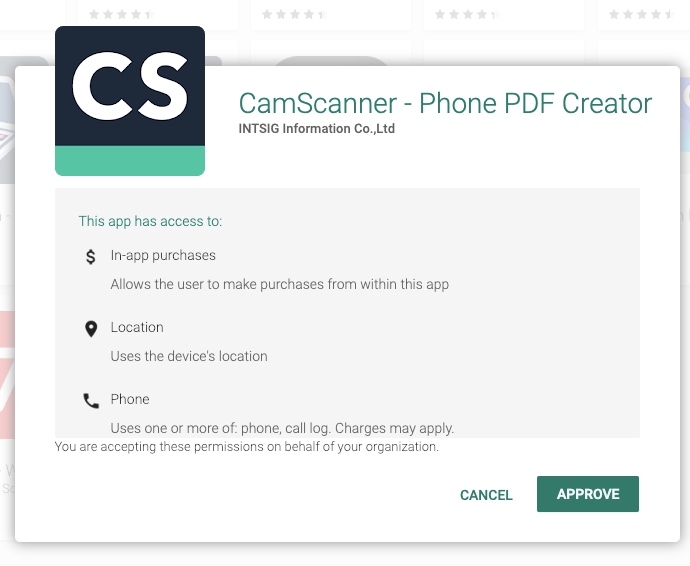 CS
CamScanner - Phone PDF Creator
INTSIG Information Co.,Ltd
This app has access to:
$
In-app purchases
Allows the user to make purchases from within this app
Location
Uses the device's location
Phone
Uses one or more of: phone, call log. Charges may apply.
You are accepting these permissions on behalf of your organization.
CANCEL
APPROVE